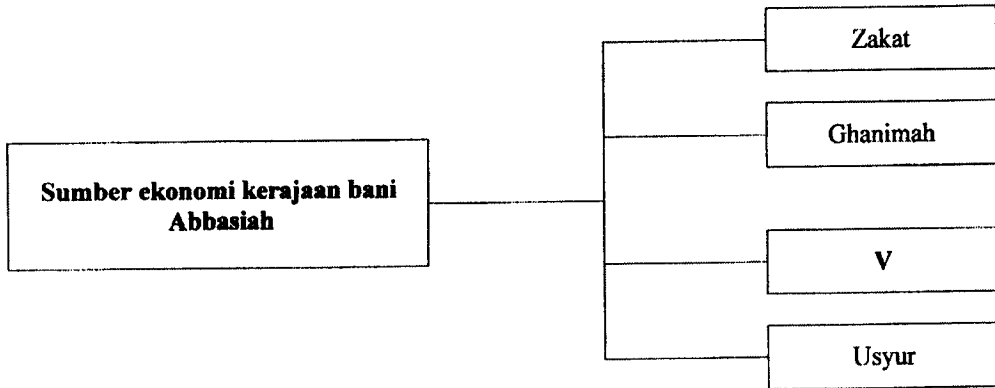 Zakat
Ghanimah
Sumber ekonomi kerajaan bani
Abbasiah
V
Usyur